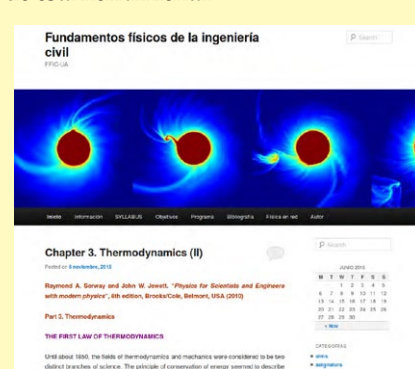 Fundamentos físicos de la ingeniería
civil
FFIC-UA
Search
Inicio Información SYLLABUS Objetivos Programa Bibliografía Física en red Autor
Chapter 3. Thermodynamics (II)
Posted on 6 noviembre, 2013
Raymond A. Serway and John W. Jewett. "Physics for Scientists and Engineers
with modern physics", 8th edition, Brooks/Cole, Belmont, USA (2010)
Part 3. Thermodynamics
THE FIRST LAW OF THERMODYNAMICS
Until about 1850, the fields of thermodynamics and mechanics were considered to be two
distinct branches of science. The principle of conservation of energy seemed to describe
Search
M T W T F S S
1 2 3 4 5
6 7 8 9 10 11 12
13 14 15 16 17 18 19
20 21 22 23 24 25 26
27 28 29 30
« Nov
CATEGORIAS
asignatura